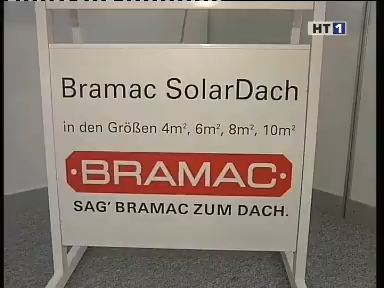 HT1
Bramac SolarDach
in den Größen 4m², 6m², 8m², 10m²
·BRAMAC·
SAG' BRAMAC ZUM DACH.